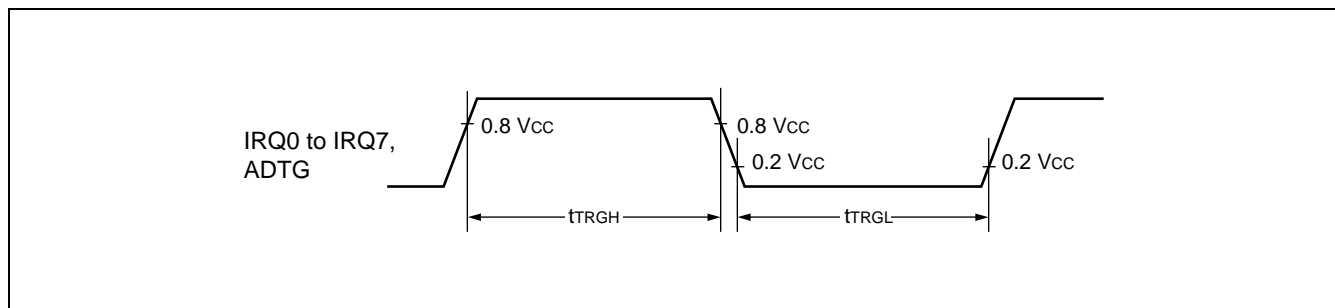 0.8 VCC
0.8 VCC
IRQ0 to IRQ7,
ADTG
0.2 VCC
0.2 VCC
tTRGH
tTRGL